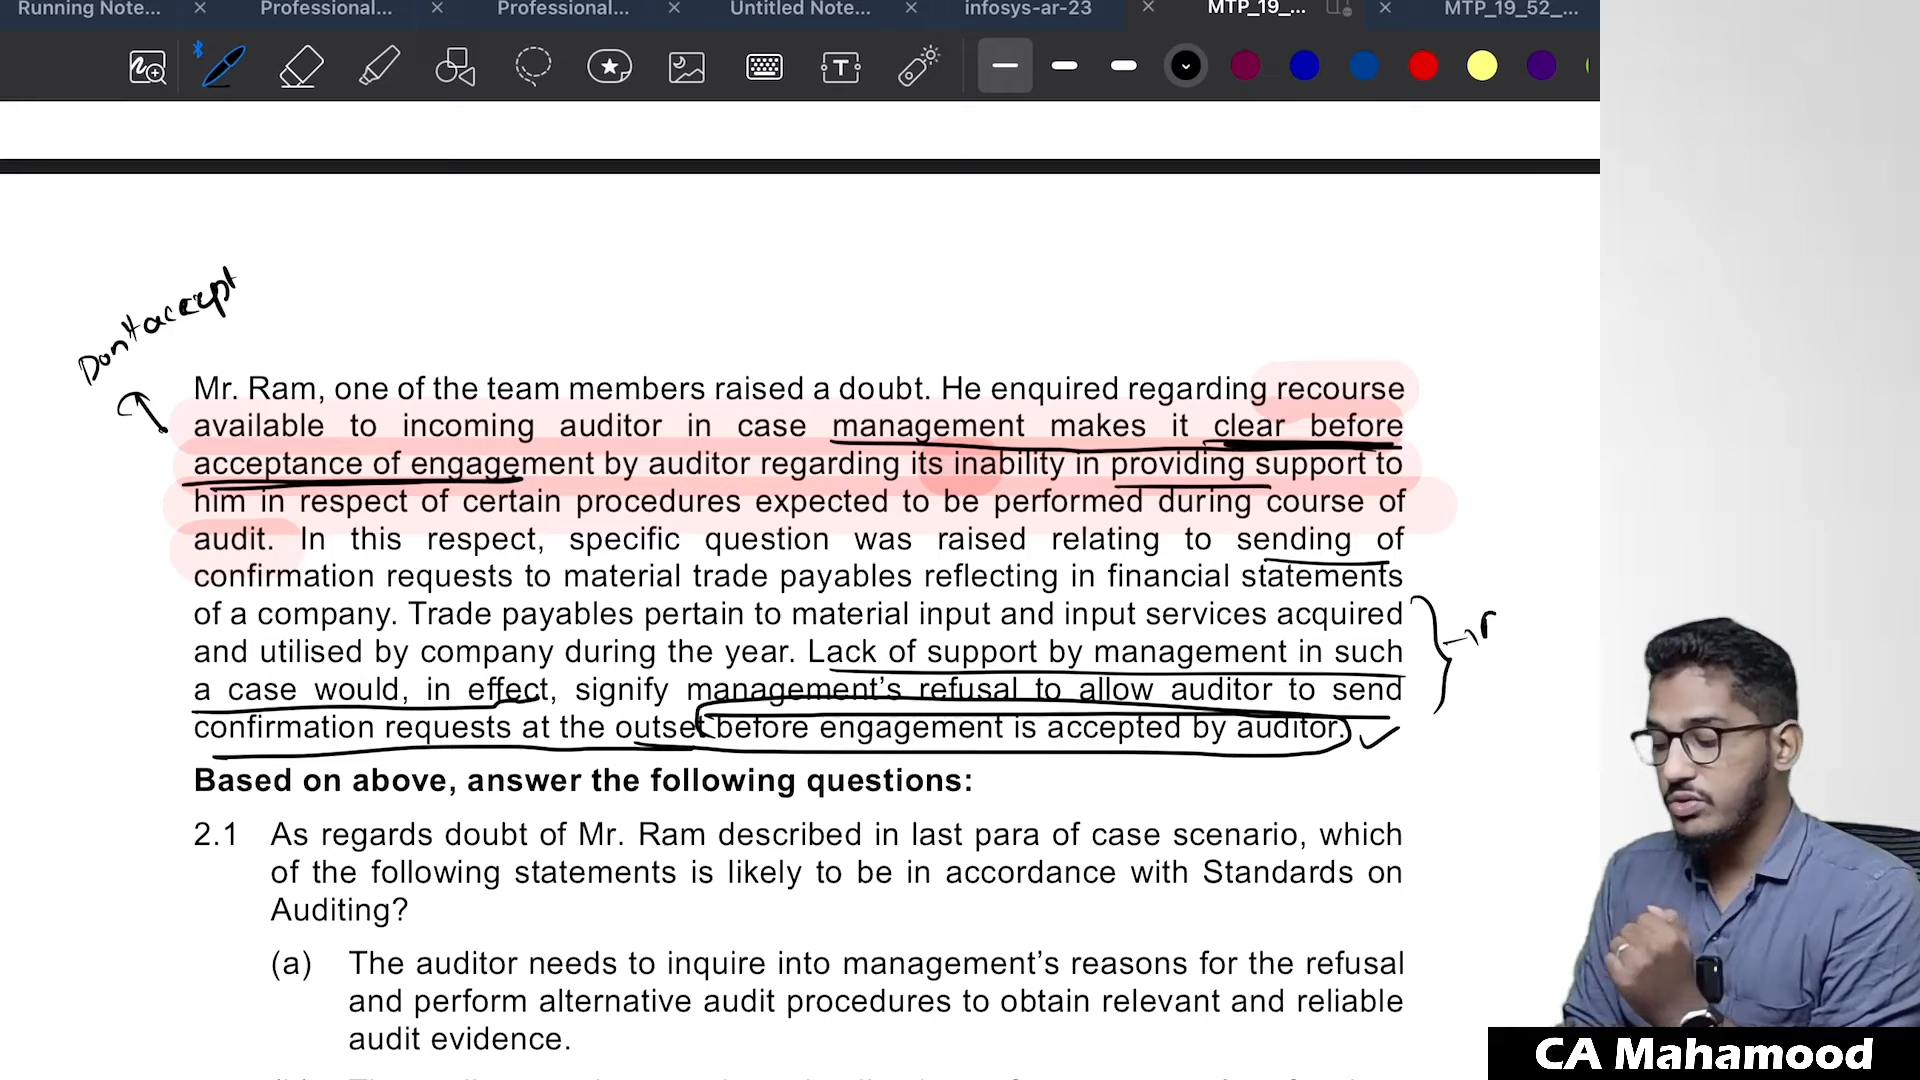 Running Note...
Professional...
Professional...
Untitled Note...
infosys-ar-23
MTP_19_...
MTP_19_52_...
T
Dont accept
Mr. Ram, one of the team members raised a doubt. He enquired regarding recourse
available to incoming auditor in case management makes it clear before
acceptance of engagement by auditor regarding its inability in providing support to
him in respect of certain procedures expected to be performed during course of
audit. In this respect, specific question was raised relating to sending of
confirmation requests to material trade payables reflecting in financial statements
of a company. Trade payables pertain to material input and input services acquired
and utilised by company during the year. Lack of support by management in such
a case would, in effect, signify management's refusal to allow auditor to send
confirmation requests at the outset before engagement is accepted by auditor.
Based on above, answer the following questions:
2.1 As regards doubt of Mr. Ram described in last para of case scenario, which
of the following statements is likely to be in accordance with Standards on
Auditing?
(a) The auditor needs to inquire into management's reasons for the refusal
and perform alternative audit procedures to obtain relevant and reliable
audit evidence.
CA Mahamood